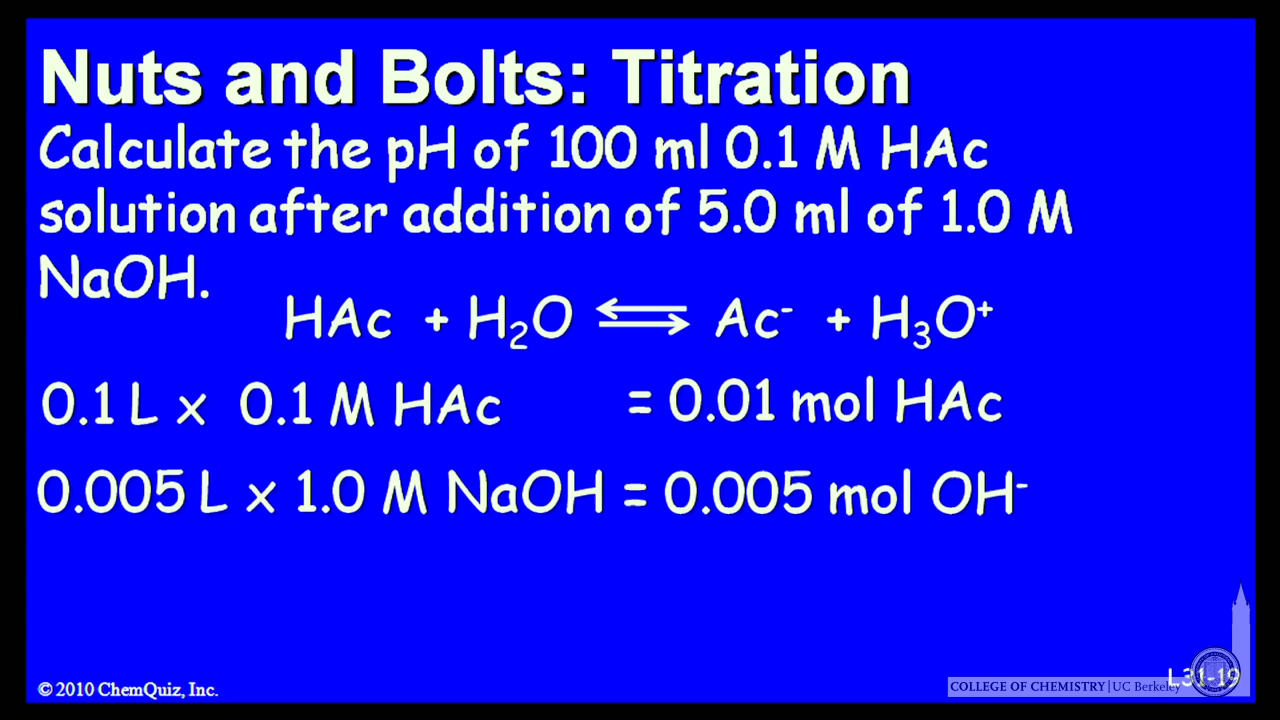 Nuts and Bolts: Titration
Calculate the pH of 100 ml 0.1 M HAc
solution after addition of 5.0 ml of 1.0 M
NaOH.
HAc + H₂O ⇌ Ac⁻ + H₃O⁺
0.1 L x 0.1 M HAc = 0.01 mol HAc
0.005 L x 1.0 M NaOH = 0.005 mol OH⁻
© 2010 ChemQuiz, Inc.
L31-19
COLLEGE OF CHEMISTRY | UC Berkeley